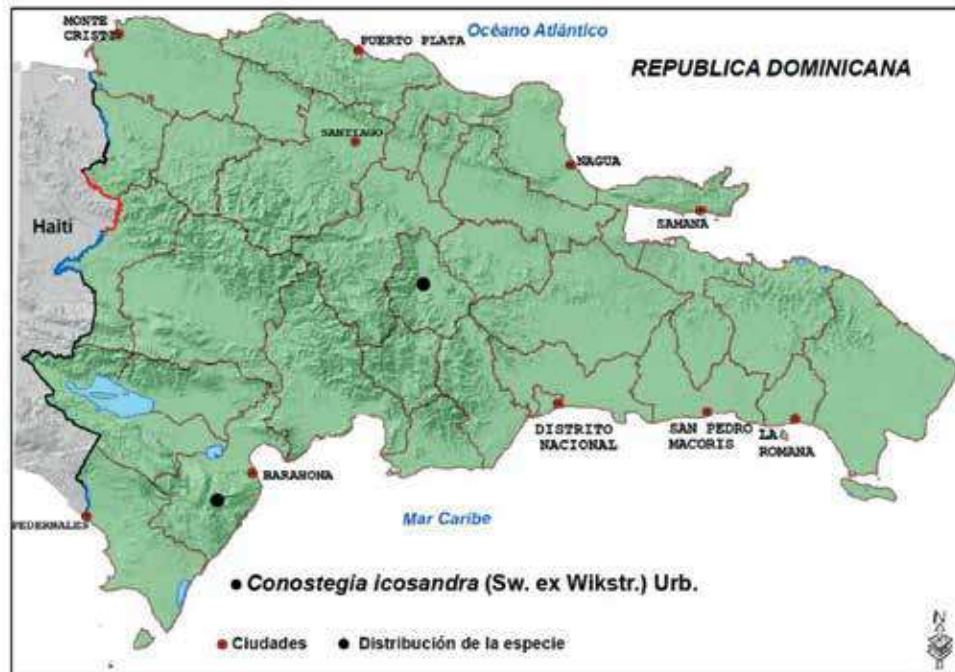 MONTE
CRISTI
PUERTO PLATA
Océano Atlántico
REPUBLICA DOMINICANA
SANTIAGO
NAGUA
SAMANA
Haiti
DISTRITO
NACIONAL
SAN PEDRO
MACORIS
LA
ROMANA
BARAHONA
PEDERNALES
Mar Caribe
Conostegia icosandra (Sw. ex Wikstr.) Urb.
Ciudades
Distribución de la especie
N